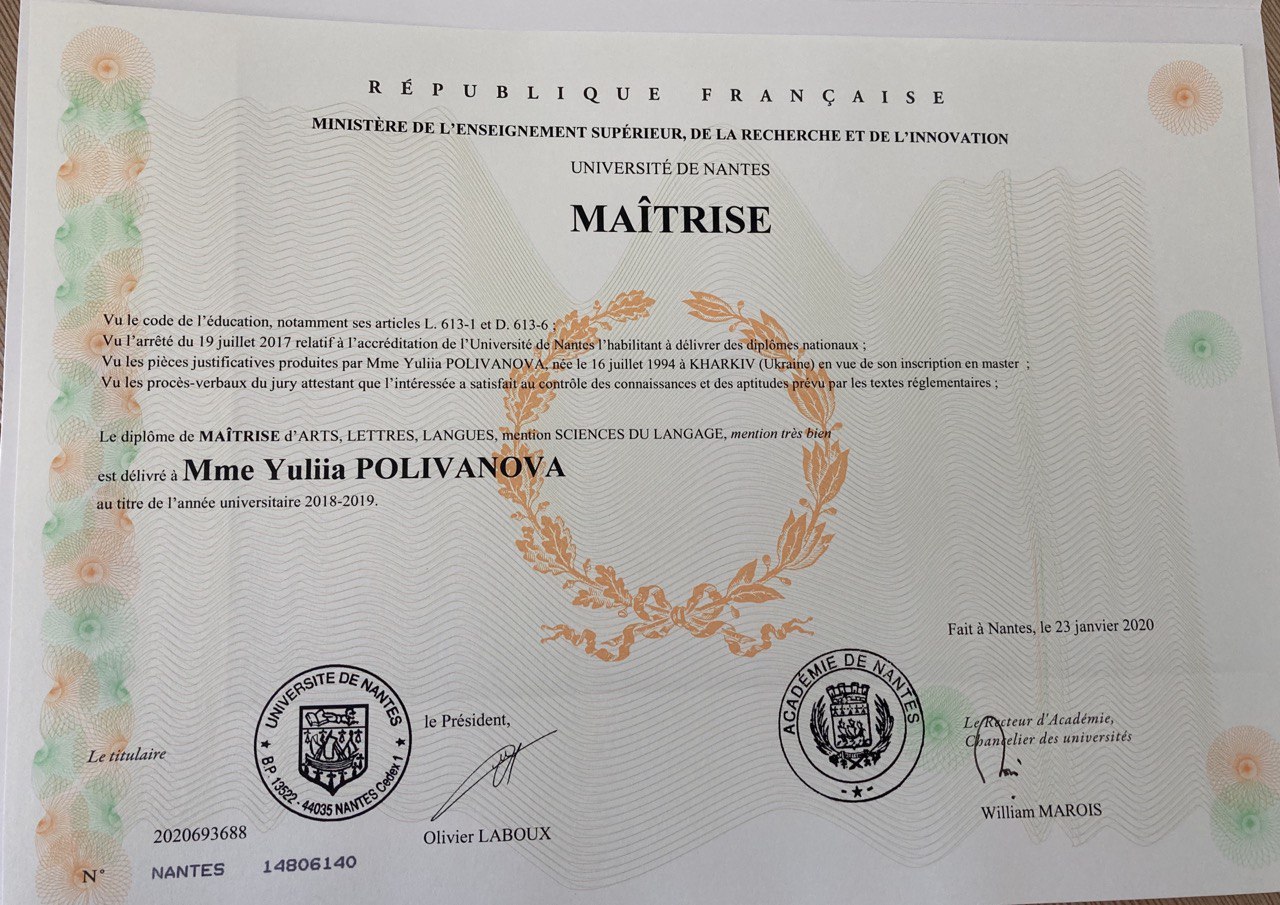 RÉPUBLIQUE FRANÇAISE
MINISTÈRE DE L'ENSEIGNEMENT SUPÉRIEUR, DE LA RECHERCHE ET DE L'INNOVATION
UNIVERSITÉ DE NANTES
MAÎTRISE
Vu le code de l'éducation, notamment ses articles L. 613-1 et D. 613-6 ;
Vu l'arrêté du 19 juillet 2017 relatif à l'accréditation de l'Université de Nantes l'habilitant à délivrer des diplômes nationaux ;
Vu les pièces justificatives produites par Mme Yuliia POLIVANOVA, née le 16 juillet 1994 à KHARKIV (Ukraine) en vue de son inscription en master ;
Vu les procès-verbaux du jury attestant que l'intéressée a satisfait au contrôle des connaissances et des aptitudes prévu par les textes réglementaires ;
Le diplôme de MAÎTRISE d'ARTS, LETTRES, LANGUES, mention SCIENCES DU LANGAGE, mention très bien
est délivré à Mme Yuliia POLIVANOVA
au titre de l'année universitaire 2018-2019.
Fait à Nantes, le 23 janvier 2020
Le titulaire
UNIVERSITE DE NANTES
B.P 13522 - 44035 NANTES Cedex 1
le Président,
Olivier LABOUX
ACADÉMIE DE NANTES
Le Recteur d'Académie,
Chancelier des universités
William MAROIS
2020693688
N° NANTES 14806140